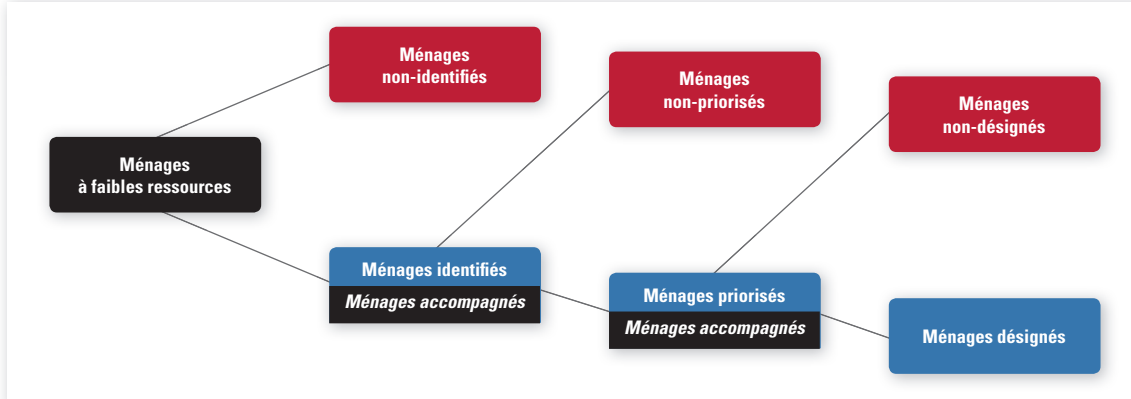 Ménages
non-identifiés
Ménages
non-priorisés
Ménages
non-désignés
Ménages
à faibles ressources
Ménages identifiés
Ménages accompagnés
Ménages priorisés
Ménages accompagnés
Ménages désignés